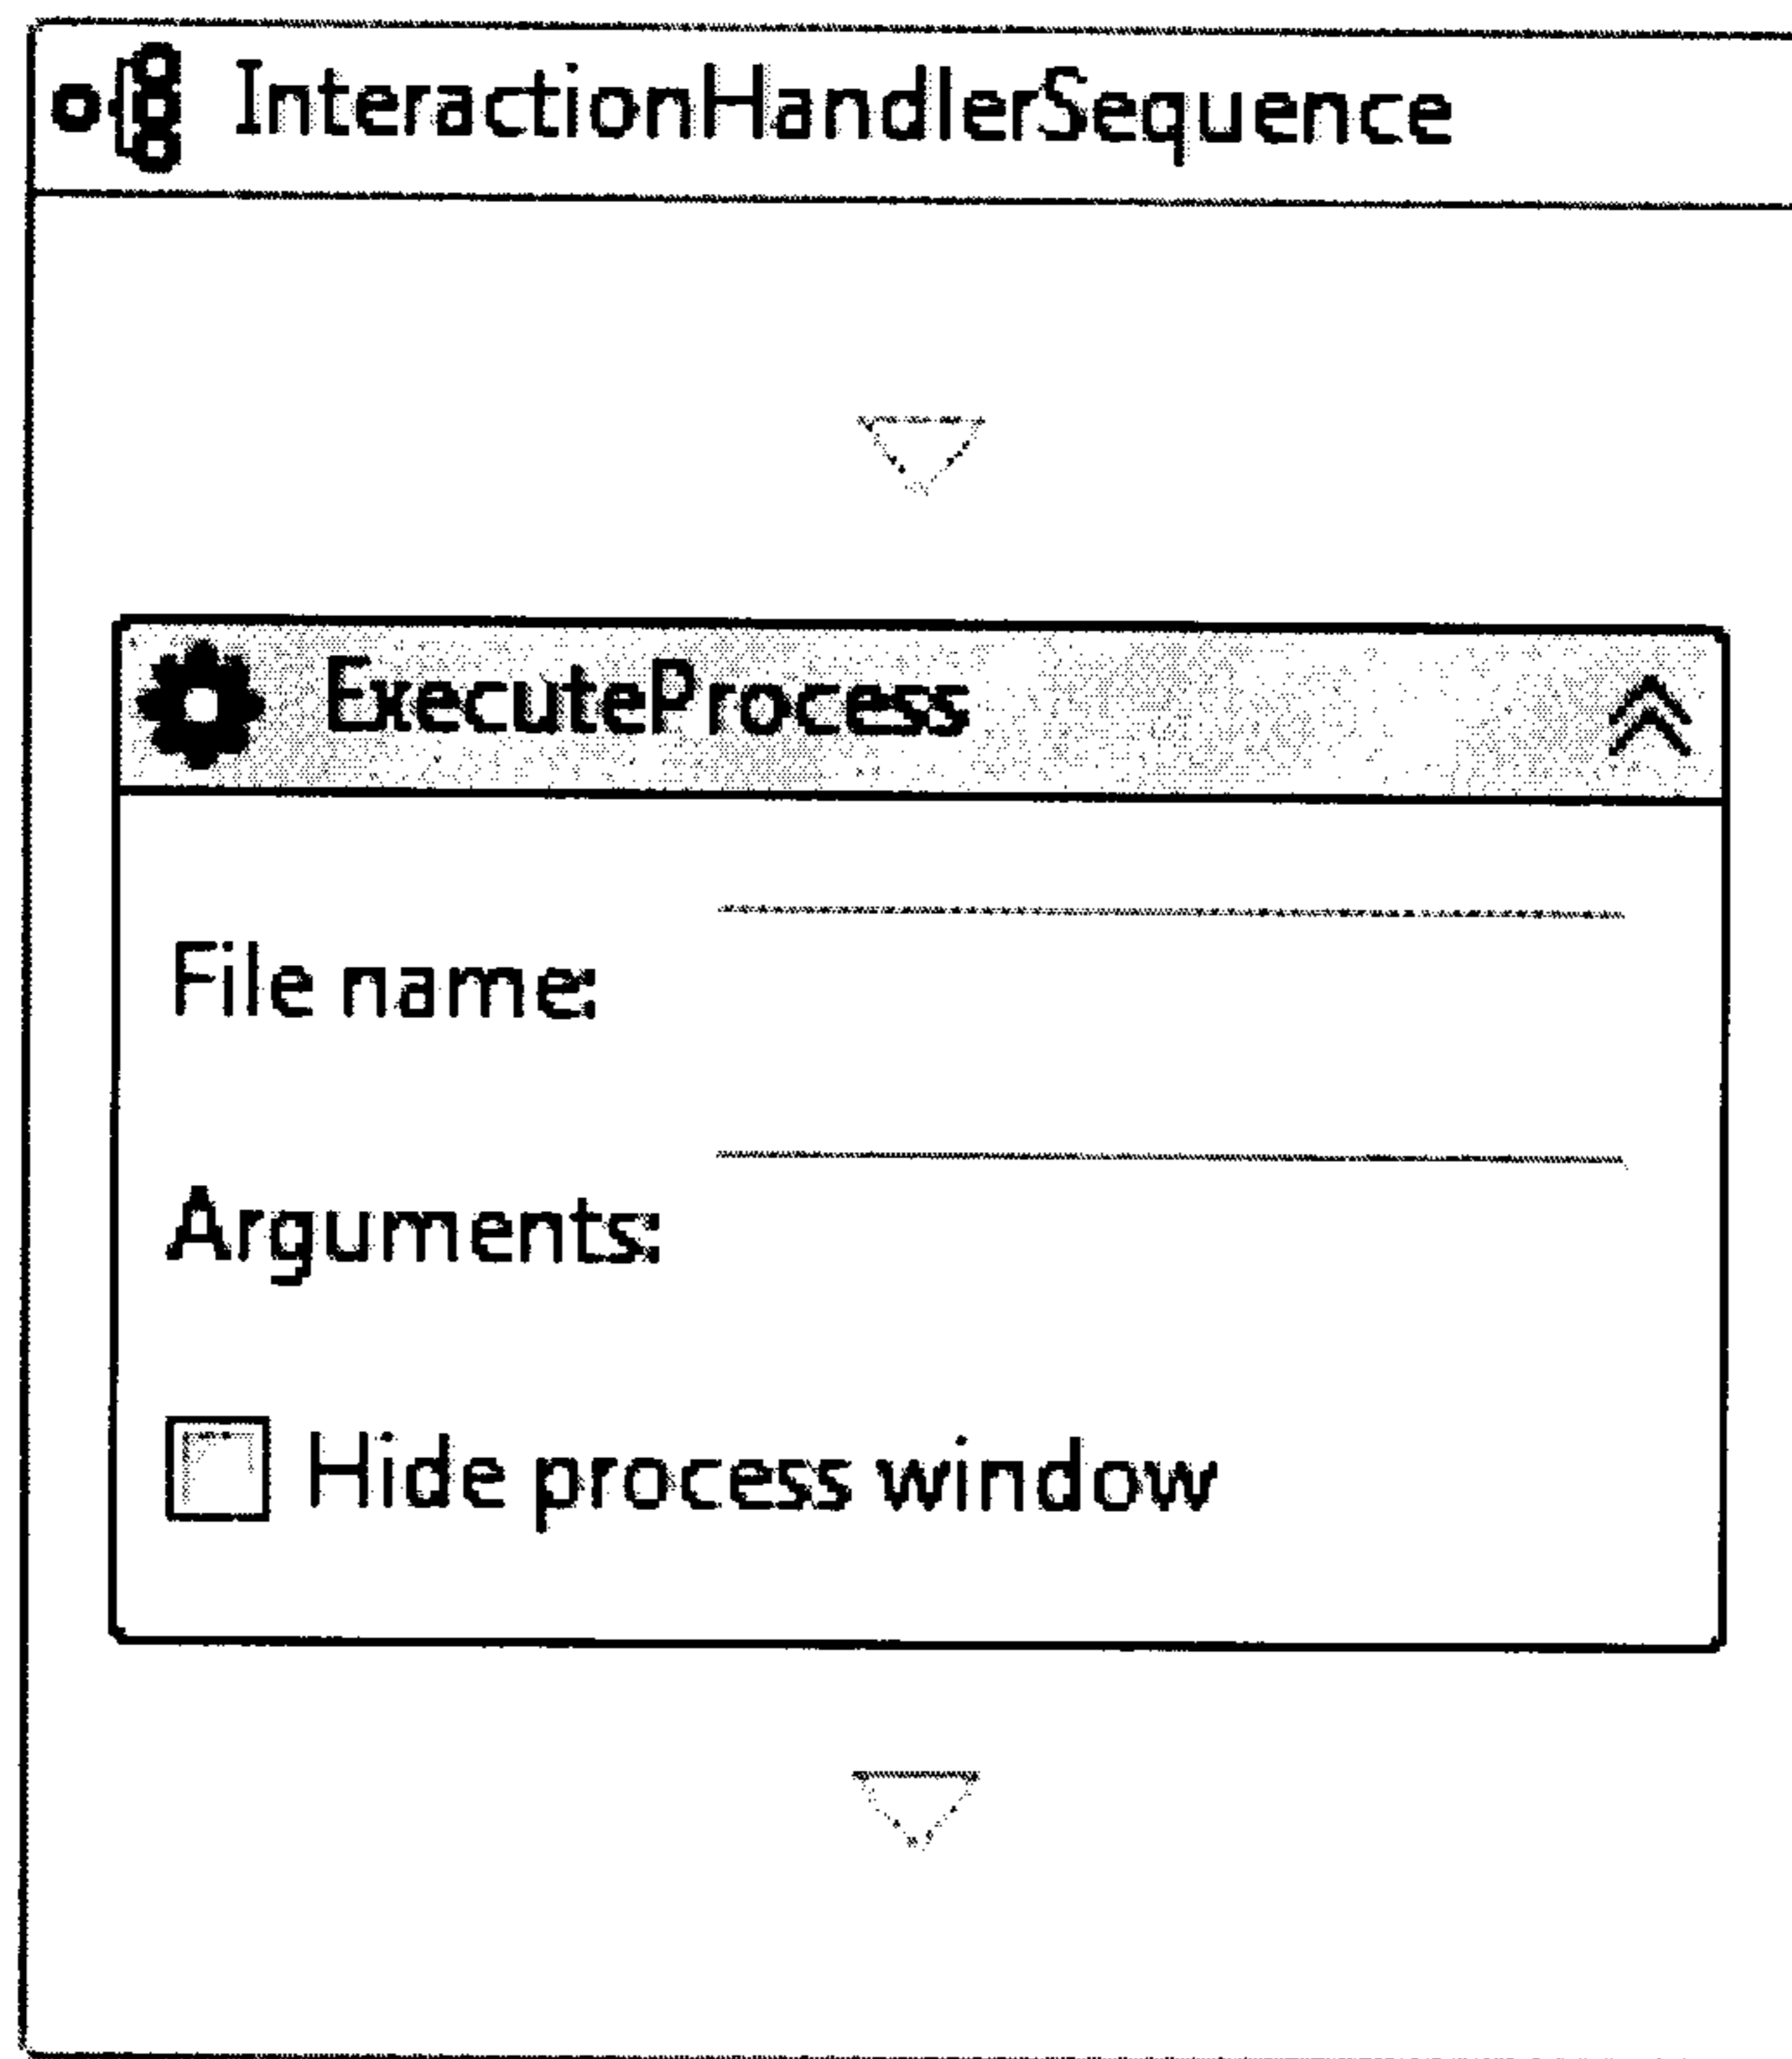 InteractionHandlerSequence
ExecuteProcess
File name:
Arguments:
Hide process window